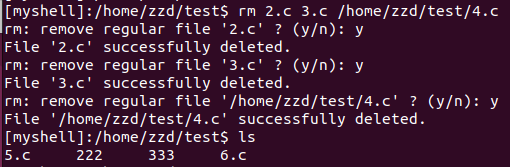 [myshell]:/home/zzd/test$ rm 2.c 3.c /home/zzd/test/4.c
rm: remove regular file '2.c' ? (y/n): y
File '2.c' successfully deleted.
rm: remove regular file '3.c' ? (y/n): y
File '3.c' successfully deleted.
rm: remove regular file '/home/zzd/test/4.c' ? (y/n): y
File '/home/zzd/test/4.c' successfully deleted.
[myshell]:/home/zzd/test$ ls
5.c     222     333     6.c